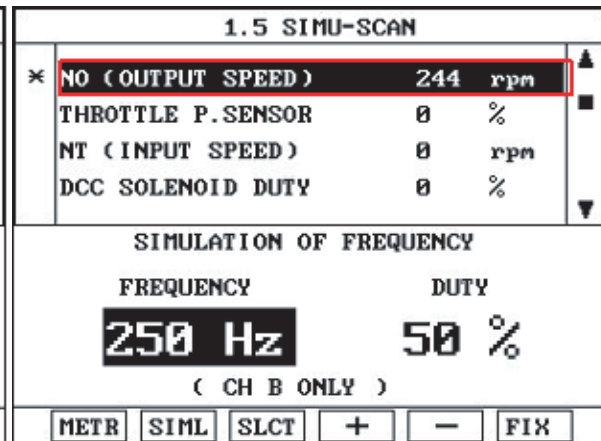 1.5 SIMU-SCAN
* NO (OUTPUT SPEED) 244 rpm
THROTTLE P.SENSOR 0 %
NT (INPUT SPEED) 0 rpm
DCC SOLENOID DUTY 0 %
SIMULATION OF FREQUENCY
FREQUENCY DUTY
250 Hz 50 %
( CH B ONLY )
METR SIML SLCT + - FIX